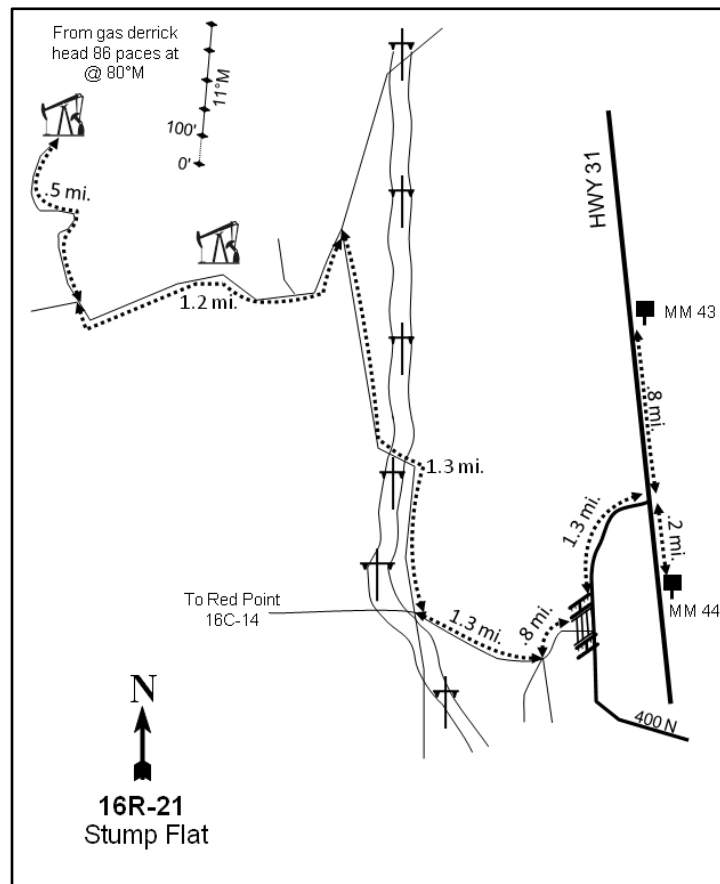 From gas derrick
head 86 paces at
@ 80°M
11°M
100'
0'
.5 mi.
1.2 mi.
HWY 31
MM 43
.8 mi.
1.3 mi.
1.3 mi.
.2 mi.
MM 44
To Red Point
16C-14
1.3 mi.
.8 mi.
400 N
N
16R-21
Stump Flat